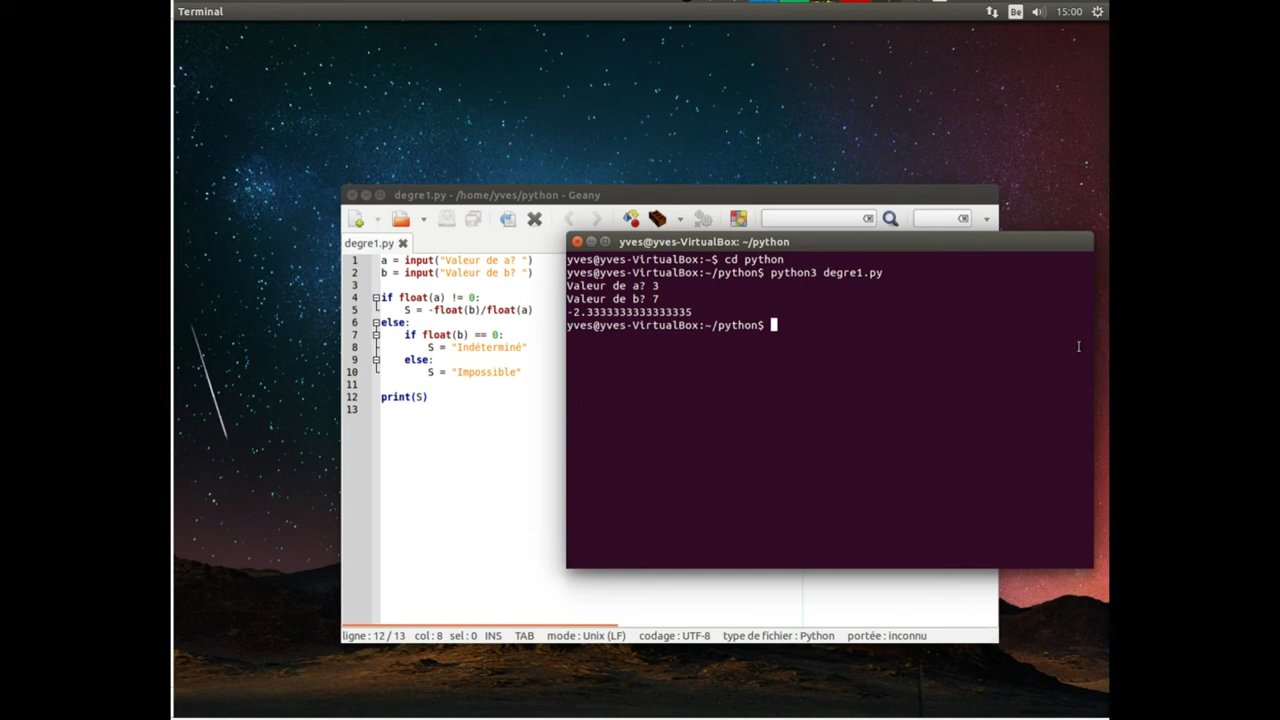 Terminal
Be
15:00
degre1.py - /home/yves/python - Geany
degre1.py
1 a = input("Valeur de a? ")
2 b = input("Valeur de b? ")
3
4 if float(a) != 0:
5 S = -float(b)/float(a)
6 else:
7 if float(b) == 0:
8 S = "Indéterminé"
9 else:
10 S = "Impossible"
11
12 print(S)
13
yves@yves-VirtualBox: ~/python
yves@yves-VirtualBox:~$ cd python
yves@yves-VirtualBox:~/python$ python3 degre1.py
Valeur de a? 3
Valeur de b? 7
-2.3333333333333335
yves@yves-VirtualBox:~/python$
ligne : 12 / 13 col : 8 sel : 0 INS TAB mode : Unix (LF) codage : UTF-8 type de fichier : Python portée : inconnu